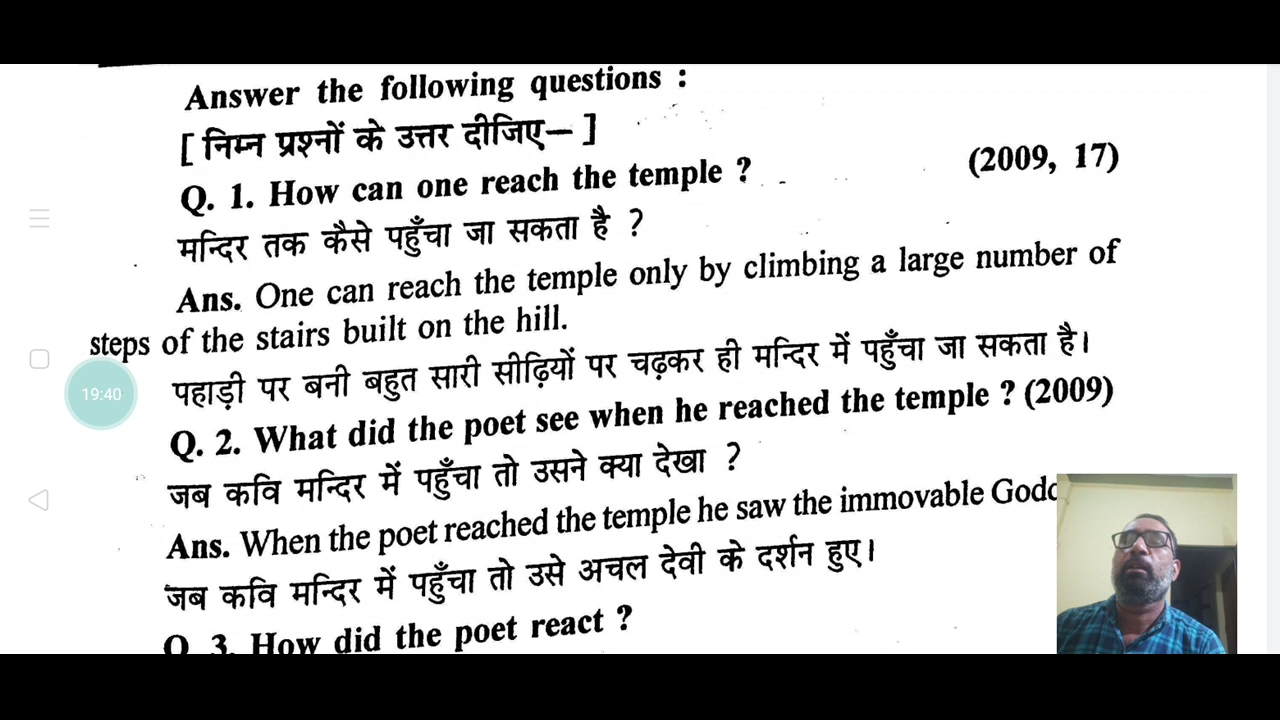 Answer the following questions :
[ निम्न प्रश्नों के उत्तर दीजिए— ]
Q. 1. How can one reach the temple ? (2009, 17)
मन्दिर तक कैसे पहुँचा जा सकता है ?
Ans. One can reach the temple only by climbing a large number of
steps of the stairs built on the hill.
पहाड़ी पर बनी बहुत सारी सीढ़ियों पर चढ़कर ही मन्दिर में पहुँचा जा सकता है।
19:40
Q. 2. What did the poet see when he reached the temple ? (2009)
जब कवि मन्दिर में पहुँचा तो उसने क्या देखा ?
Ans. When the poet reached the temple he saw the immovable
जब कवि मन्दिर में पहुँचा तो उसे अचल देवी के दर्शन हुए।
Q. 3. How did the poet react ?